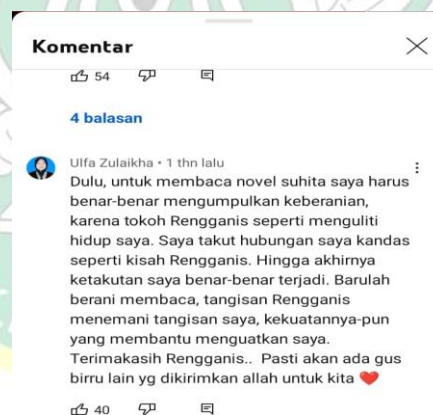 Komentar
54
4 balasan
Ulfa Zulaikha • 1 thn lalu
Dulu, untuk membaca novel suhita saya harus
benar-benar mengumpulkan keberanian,
karena tokoh Rengganis seperti menguliti
hidup saya. Saya takut hubungan saya kandas
seperti kisah Rengganis. Hingga akhirnya
ketakutan saya benar-benar terjadi. Barulah
berani membaca, tangisan Rengganis
menemani tangisan saya, kekuatannya-pun
yang membantu menguatkan saya.
Terimakasih Rengganis.. Pasti akan ada gus
birru lain yg dikirimkan allah untuk kita ❤️
40